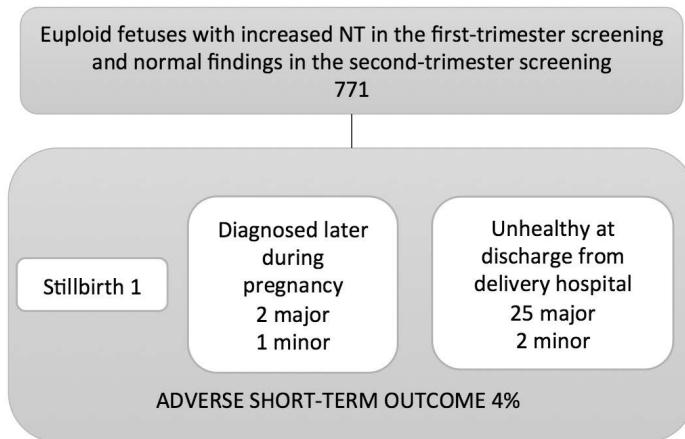 Euploid fetuses with increased NT in the first-trimester screening
and normal findings in the second-trimester screening
771
Stillbirth 1
Diagnosed later
during
pregnancy
2 major
1 minor
Unhealthy at
discharge from
delivery hospital
25 major
2 minor
ADVERSE SHORT-TERM OUTCOME 4%